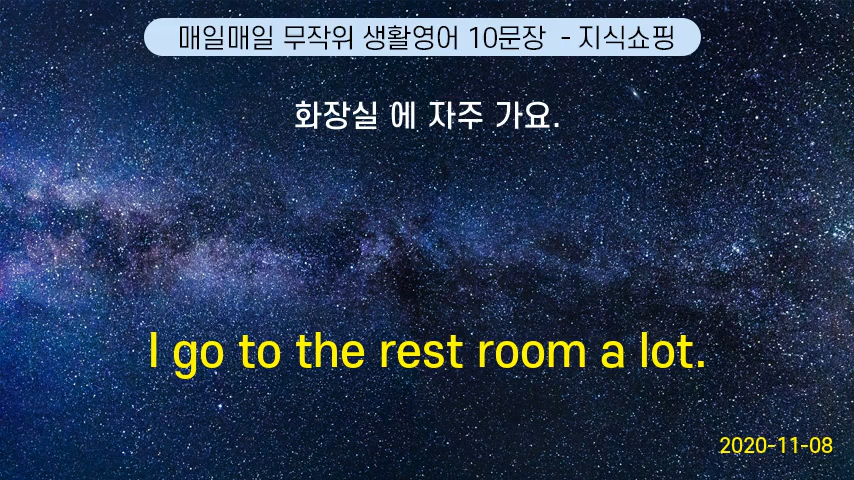 매일매일 무작위 생활영어 10문장 - 지식쇼핑
화장실 에 자주 가요.
I go to the rest room a lot.
2020-11-08